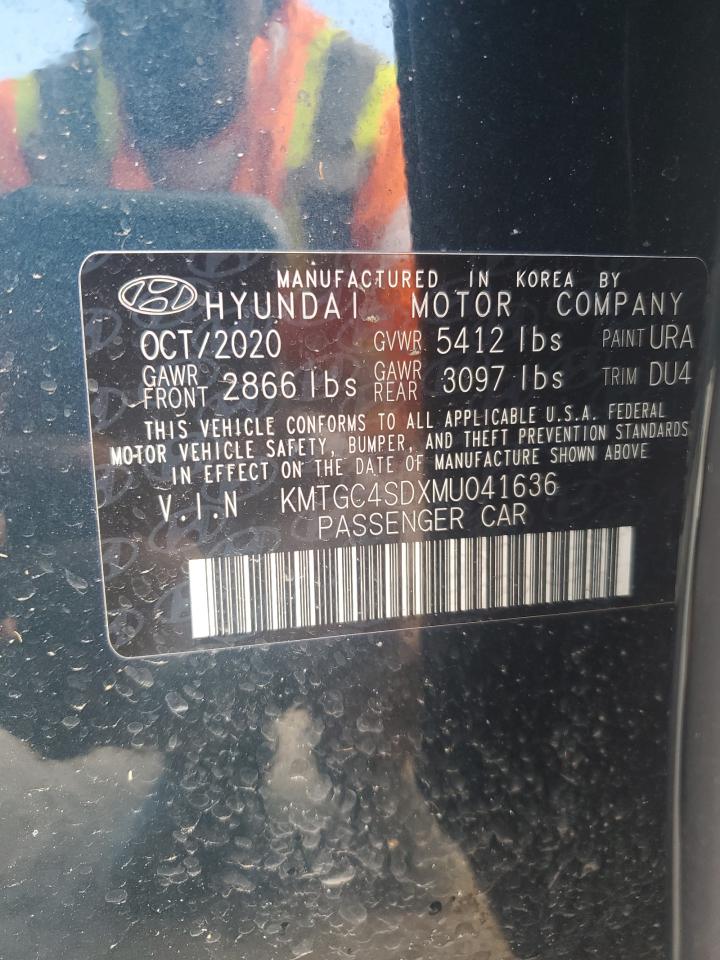 MANUFACTURED IN KOREA BY
HYUNDAI MOTOR COMPANY
OCT/2020 GVWR 5412 lbs PAINT URA
GAWR FRONT 2866 lbs GAWR REAR 3097 lbs TRIM DU4
THIS VEHICLE CONFORMS TO ALL APPLICABLE U.S.A. FEDERAL
MOTOR VEHICLE SAFETY, BUMPER, AND THEFT PREVENTION STANDARDS
IN EFFECT ON THE DATE OF MANUFACTURE SHOWN ABOVE
V.I.N KMTGC4SDXMU041636
PASSENGER CAR